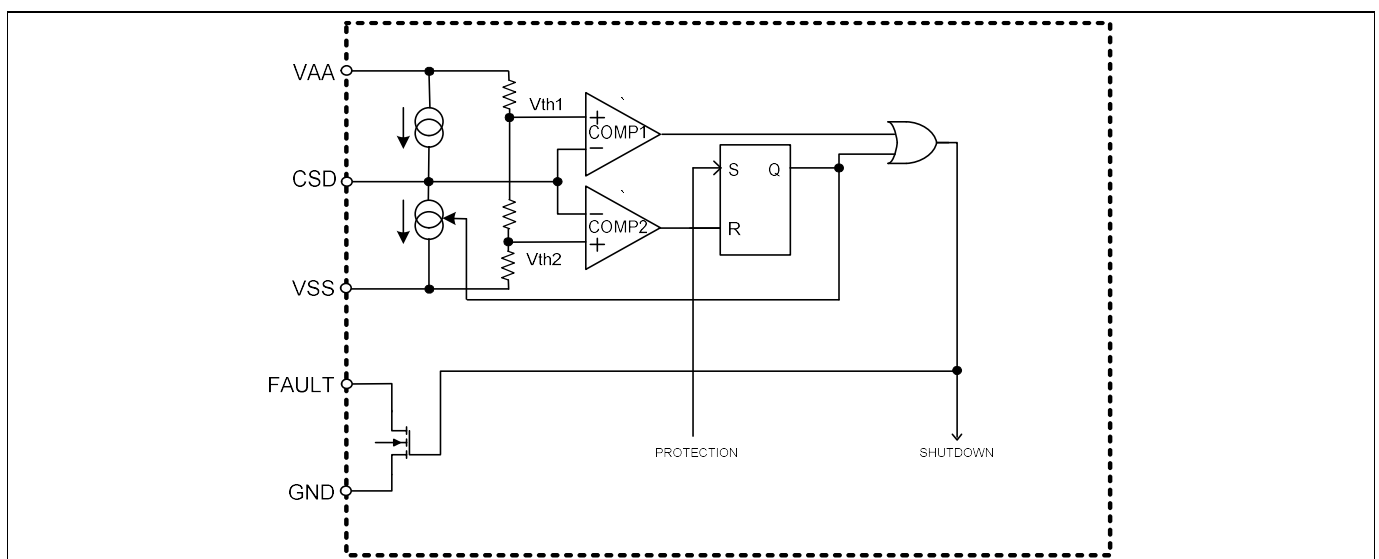 VAA
Vth1
+
COMP1
−
CSD
S Q
−
COMP2
R
+
Vth2
VSS
FAULT
PROTECTION
SHUTDOWN
GND